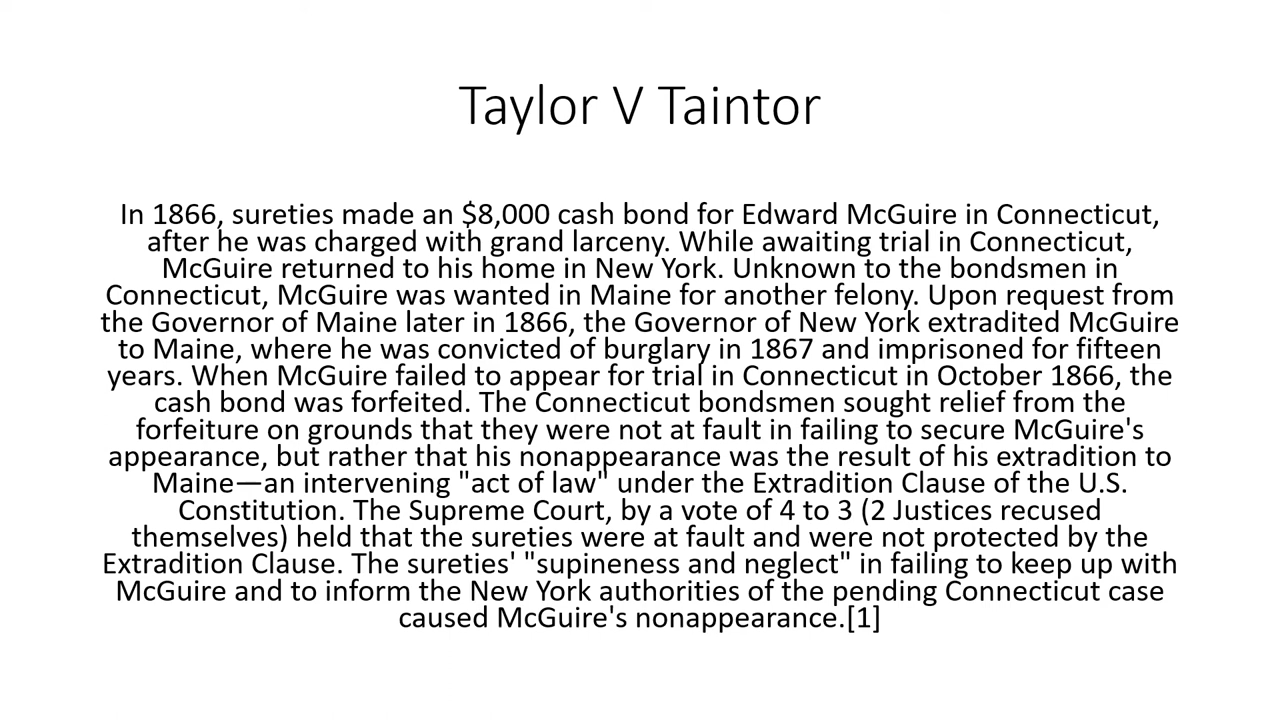 Taylor V Taintor
In 1866, sureties made an $8,000 cash bond for Edward McGuire in Connecticut,
after he was charged with grand larceny. While awaiting trial in Connecticut,
McGuire returned to his home in New York. Unknown to the bondsmen in
Connecticut, McGuire was wanted in Maine for another felony. Upon request from
the Governor of Maine later in 1866, the Governor of New York extradited McGuire
to Maine, where he was convicted of burglary in 1867 and imprisoned for fifteen
years. When McGuire failed to appear for trial in Connecticut in October 1866, the
cash bond was forfeited. The Connecticut bondsmen sought relief from the
forfeiture on grounds that they were not at fault in failing to secure McGuire's
appearance, but rather that his nonappearance was the result of his extradition to
Maine—an intervening "act of law" under the Extradition Clause of the U.S.
Constitution. The Supreme Court, by a vote of 4 to 3 (2 Justices recused
themselves) held that the sureties were at fault and were not protected by the
Extradition Clause. The sureties' "supineness and neglect" in failing to keep up with
McGuire and to inform the New York authorities of the pending Connecticut case
caused McGuire's nonappearance.[1]